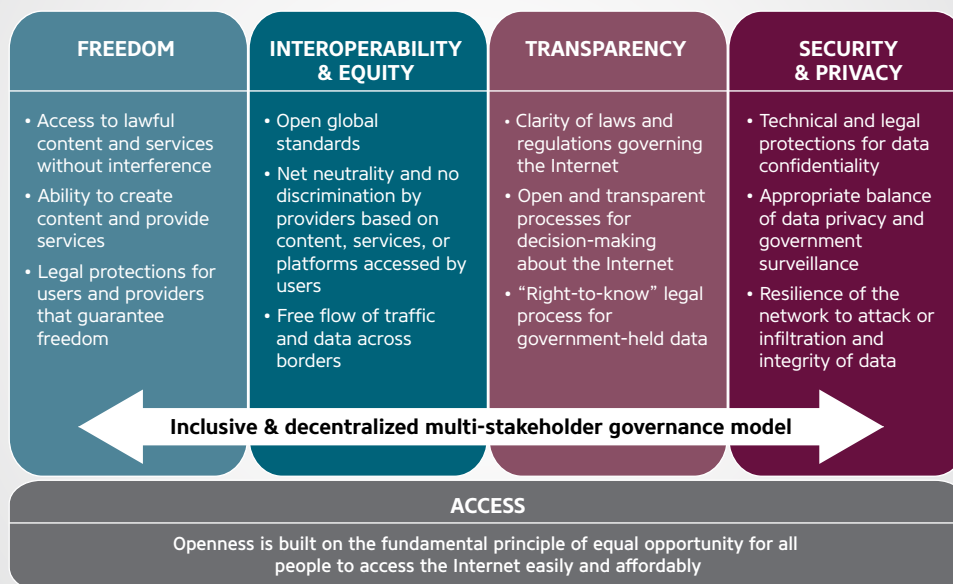 FREEDOM
• Access to lawful
content and services
without interference
• Ability to create
content and provide
services
• Legal protections for
users and providers
that guarantee
freedom
INTEROPERABILITY
& EQUITY
• Open global
standards
• Net neutrality and no
discrimination by
providers based on
content, services, or
platforms accessed by
users
• Free flow of traffic
and data across
borders
TRANSPARENCY
• Clarity of laws and
regulations governing
the Internet
• Open and transparent
processes for
decision-making
about the Internet
• “Right-to-know” legal
process for
government-held data
SECURITY
& PRIVACY
• Technical and legal
protections for data
confidentiality
• Appropriate balance
of data privacy and
government
surveillance
• Resilience of the
network to attack or
infiltration and
integrity of data
Inclusive & decentralized multi-stakeholder governance model
ACCESS
Openness is built on the fundamental principle of equal opportunity for all
people to access the Internet easily and affordably